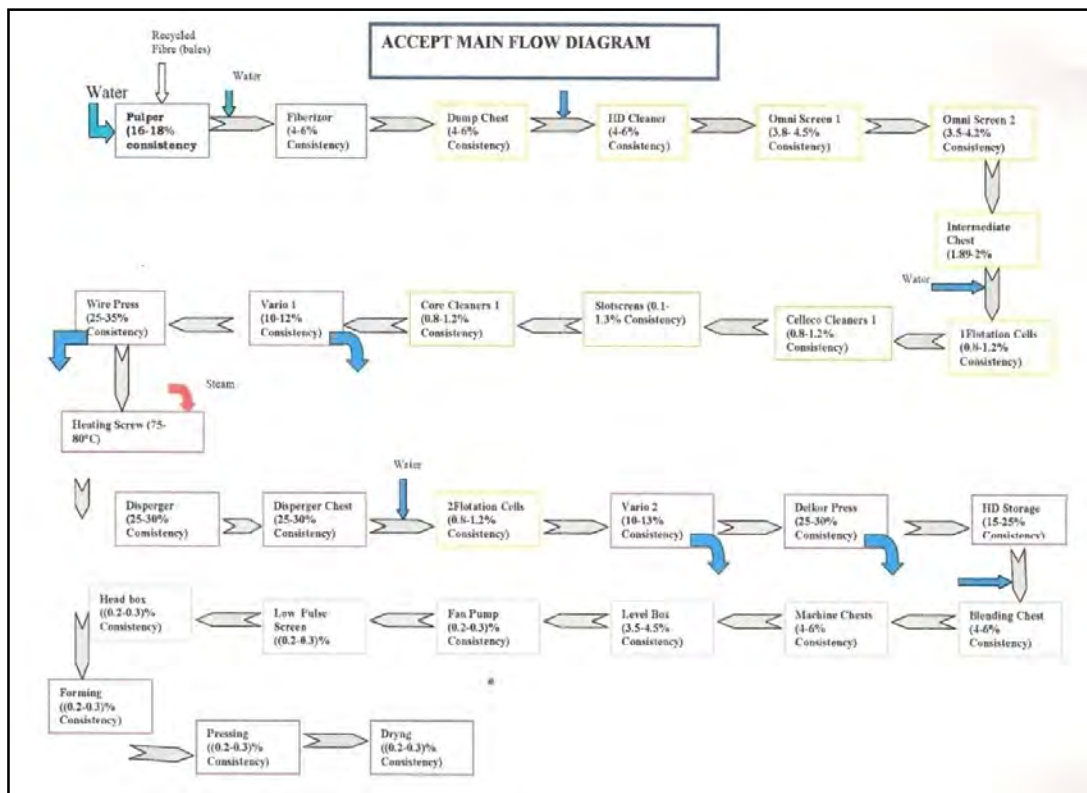 Recycled
Fibre (bales)
ACCEPT MAIN FLOW DIAGRAM
Water
Water
Pulper
(16-18%
consistency
Fiberizor
(4-6%
Consistency)
Dump Chest
(4-6%
Consistency)
HD Cleaner
(4-6%
Consistency)
Omni Screen 1
(3.8- 4.5%
Consistency)
Omni Screen 2
(3.5-4.2%
Consistency)
Intermediate
Chest
(1.89-2%
Water
Wire Press
(25-35%
Consistency)
Vario 1
(10-12%
Consistency)
Core Cleaners 1
(0.8-1.2%
Consistency)
Slotscrens (0.1-
1.3% Consistency)
Celleco Cleaners 1
(0.8-1.2%
Consistency)
1Flotation Cells
(0.8-1.2%
Consistency)
Steam
Heating Screw (75-
80°C)
Water
Disperger
(25-30%
Consistency)
Disperger Chest
(25-30%
Consistency)
2Flotation Cells
(0.8-1.2%
Consistency)
Vario 2
(10-13%
Consistency)
Delkor Press
(25-30%
Consistency)
HD Storage
(15-25%
Consistency)
Head box
((0.2-0.3)%
Consistency)
Low Pulse
Screen
((0.2-0.3)%
Fan Pump
(0.2-0.3)%
Consistency)
Level Box
(3.5-4.5%
Consistency)
Machine Chests
(4-6%
Consistency)
Blending Chest
(4-6%
Consistency)
Forming
((0.2-0.3)%
Consistency)
Pressing
((0.2-0.3)%
Consistency)
Dryng
((0.2-0.3)%
Consistency)